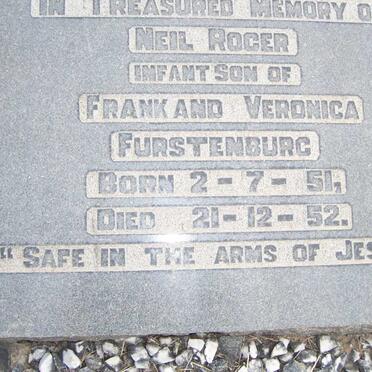 IN TREASURED MEMORY O
NEIL ROGER
INFANT SON OF
FRANK AND VERONICA
FURSTENBURG
BORN 2-7-51,
DIED 21-12-52.
"SAFE IN THE ARMS OF JES